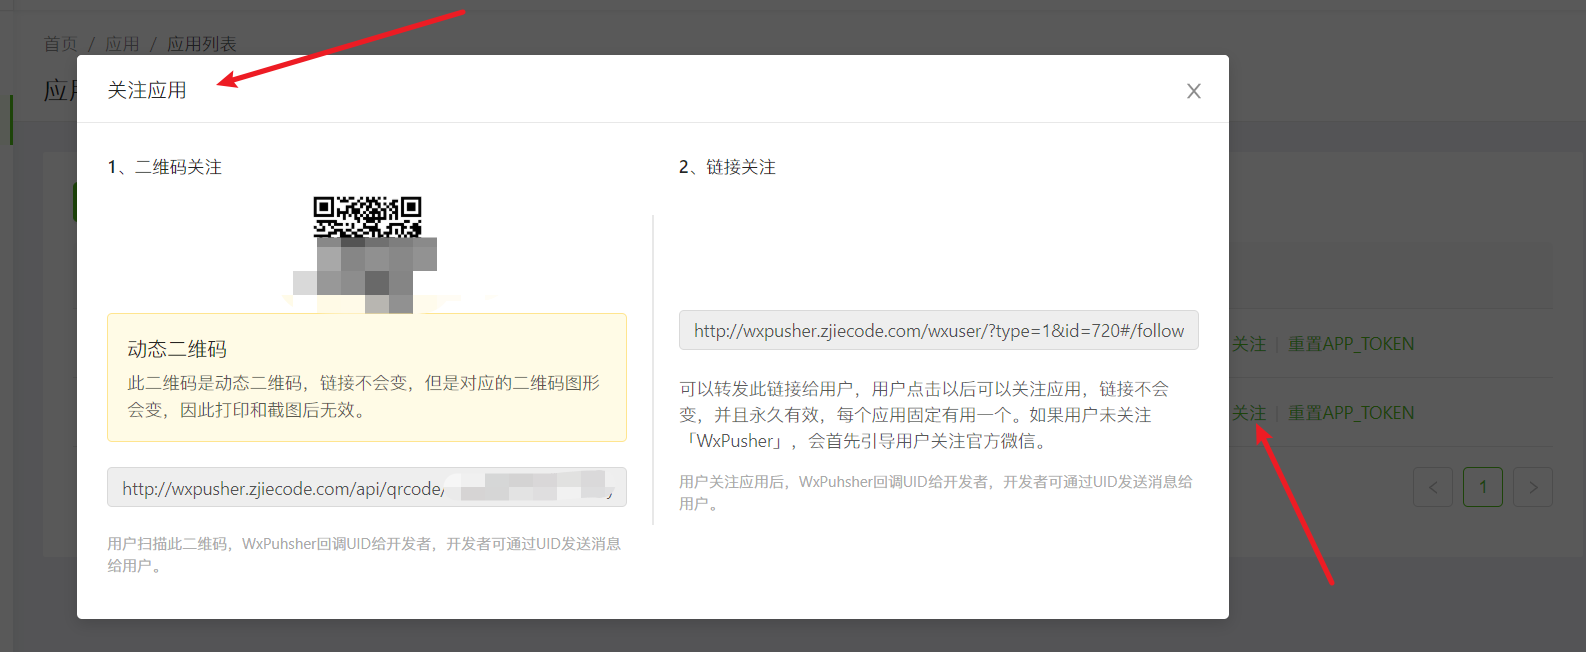 首页 / 应用 / 应用列表
关注应用
X
1、二维码关注
动态二维码
此二维码是动态二维码，链接不会变，但是对应的二维码图形
会变，因此打印和截图后无效。
http://wxpusher.zjiecode.com/api/qrcode/
用户扫描此二维码，WxPuhsher回调UID给开发者，开发者可通过UID发送消息
给用户。
2、链接关注
http://wxpusher.zjiecode.com/wxuser/?type=1&id=720#/follow
可以转发此链接给用户，用户点击以后可以关注应用，链接不会
变，并且永久有效，每个应用固定有用一个。如果用户未关注
「WxPusher」，会首先引导用户关注官方微信。
用户关注应用后，WxPuhsher回调UID给开发者，开发者可通过UID发送消息给
用户。
关注 | 重置APP_TOKEN
关注 | 重置APP_TOKEN
< 1 >